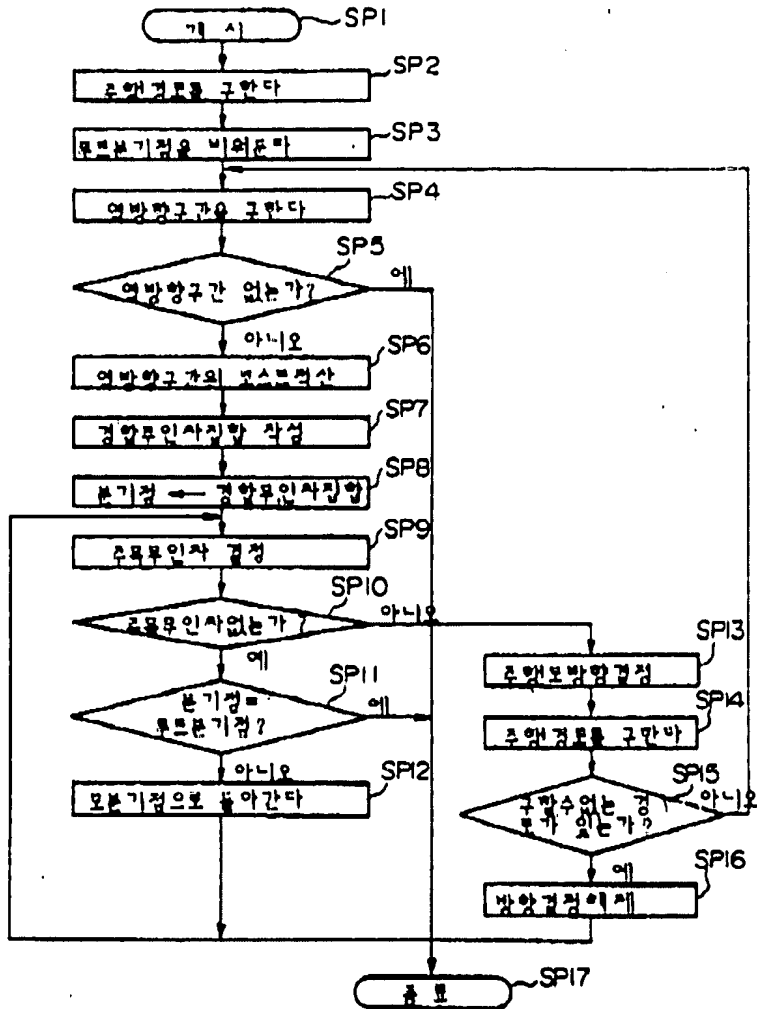 SP1
개 시
SP2
주행경로를 구한다
SP3
루트분기점을 비워둔다
SP4
역방향구간을 구한다
SP5
역방향구간 없는가?
예
아니오
SP6
역방향구간의 코스트적산
SP7
경합무인차집합 작성
SP8
분기점 ← 경합무인차집합
SP9
주목무인차 결정
SP10
주목무인차없는가?
아니오
예
SP11
분기점=
루트분기점?
예
아니오
SP12
모분기점으로 돌아간다
SP13
주행로방향결정
SP14
주행경로를 구한다
SP15
구할수없는 경
로가 있는가?
아니오
예
SP16
방향결정해제
SP17
종 료